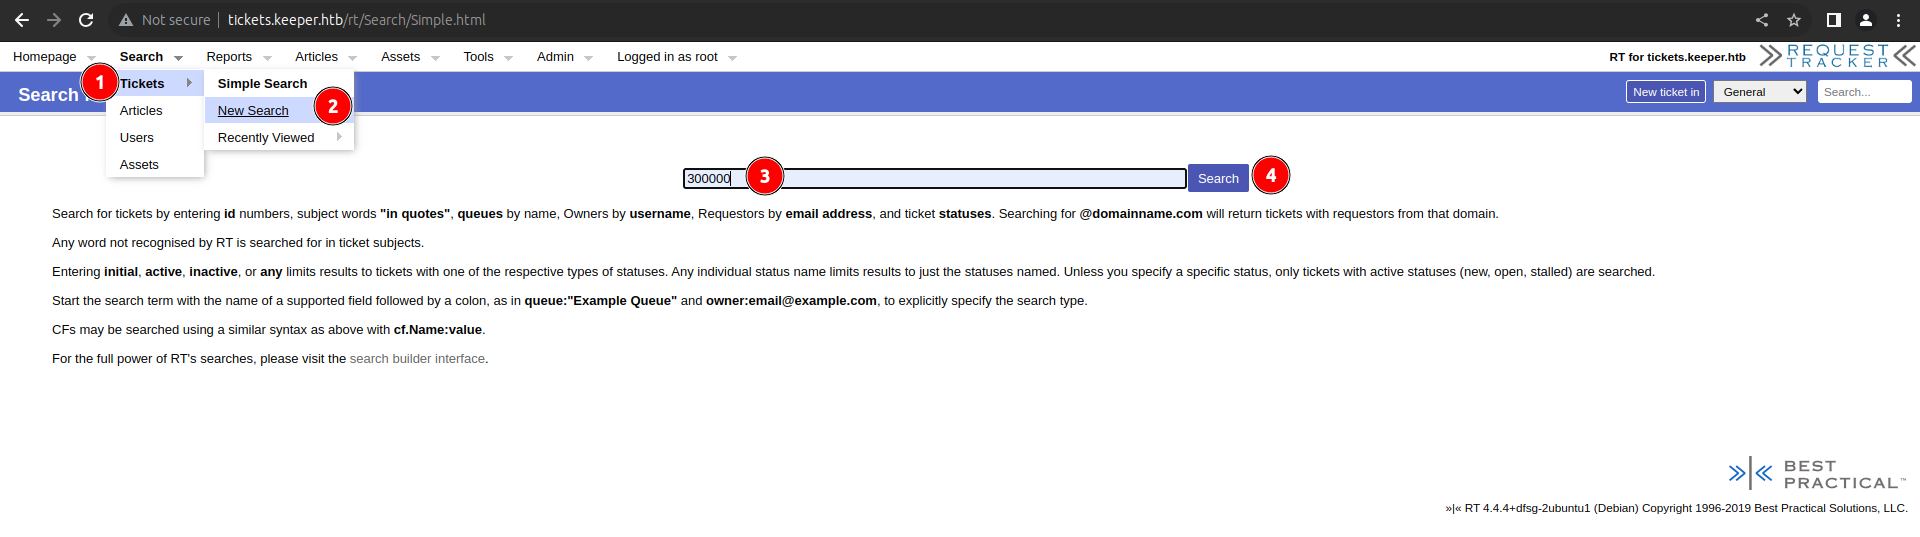 Not secure | tickets.keeper.htb/rt/Search/Simple.html
Homepage Search Reports Articles Assets Tools Admin Logged in as root RT for tickets.keeper.htb REQUEST TRACKER
1 Tickets Simple Search
Search New ticket in General Search...
Articles New Search 2
Users Recently Viewed
Assets
300000 3 Search 4
Search for tickets by entering id numbers, subject words "in quotes", queues by name, Owners by username, Requestors by email address, and ticket statuses. Searching for @domainname.com will return tickets with requestors from that domain.
Any word not recognised by RT is searched for in ticket subjects.
Entering initial, active, inactive, or any limits results to tickets with one of the respective types of statuses. Any individual status name limits results to just the statuses named. Unless you specify a specific status, only tickets with active statuses (new, open, stalled) are searched.
Start the search term with the name of a supported field followed by a colon, as in queue:"Example Queue" and owner:email@example.com, to explicitly specify the search type.
CFs may be searched using a similar syntax as above with cf.Name:value.
For the full power of RT's searches, please visit the search builder interface.
BEST
PRACTICAL™
»|« RT 4.4.4+dfsg-2ubuntu1 (Debian) Copyright 1996-2019 Best Practical Solutions, LLC.